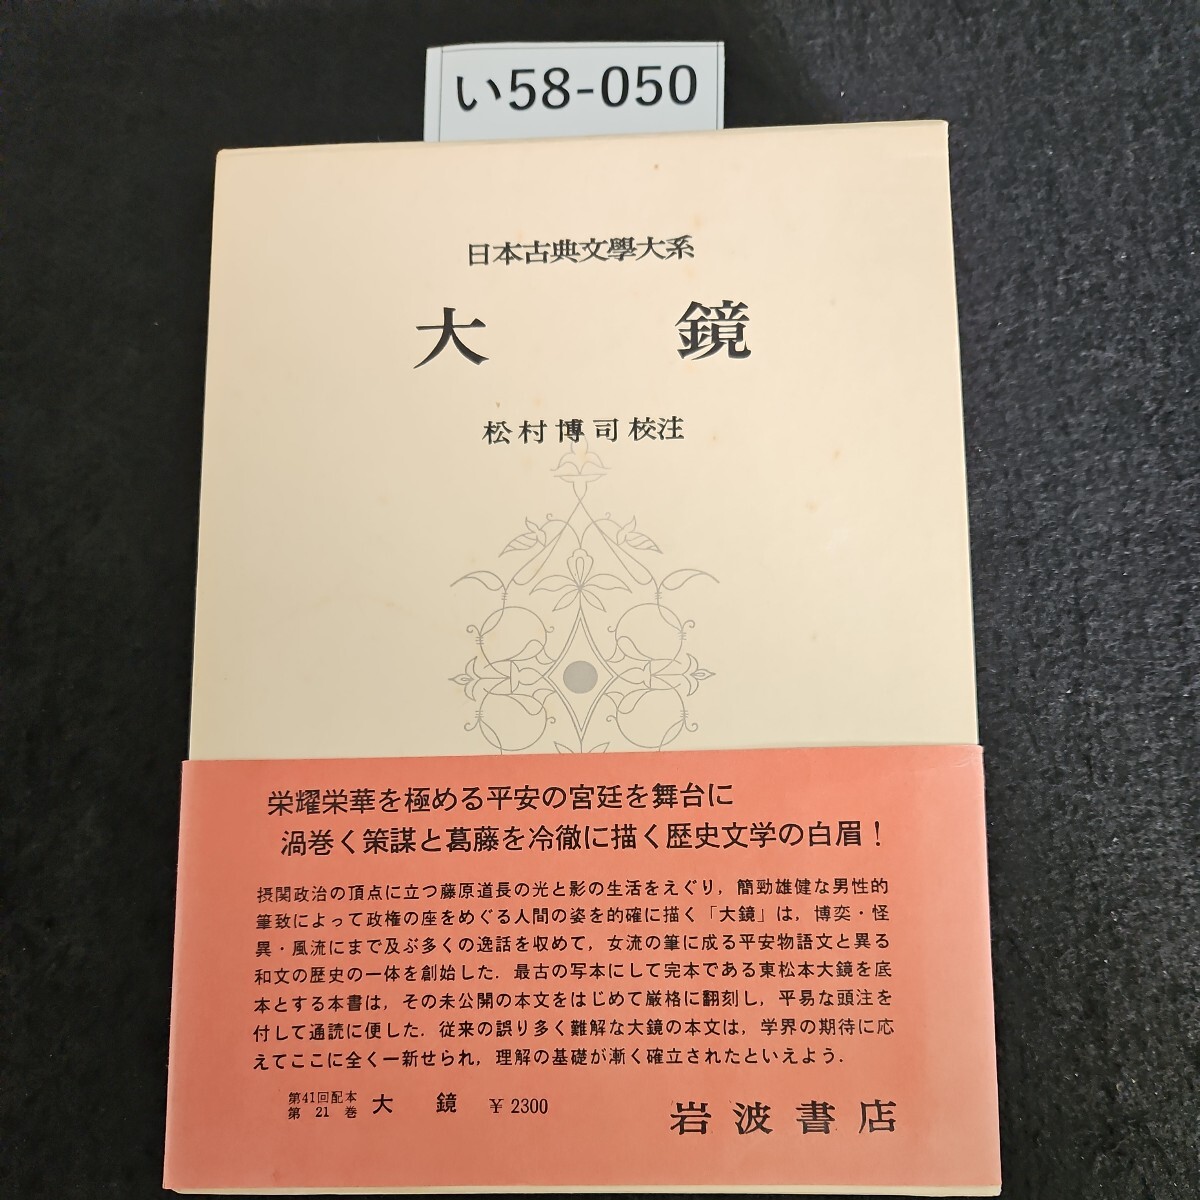 い58-050
日本古典文學大系
大鏡
松村博司校注
栄耀栄華を極める平安の宮廷を舞台に
渦巻く策謀と葛藤を冷徹に描く歴史文学の白眉！
摂関政治の頂点に立つ藤原道長の光と影の生活をえぐり，簡勁雄健な男性的
筆致によって政権の座をめぐる人間の姿を的確に描く「大鏡」は，博奕・怪
異・風流にまで及ぶ多くの逸話を収めて，女流の筆に成る平安物語文と異る
和文の歴史の一体を創始した．最古の写本にして完本である東松本大鏡を底
本とする本書は，その未公開の本文をはじめて厳格に翻刻し，平易な頭注を
付して通読に便した．従来の誤り多く難解な大鏡の本文は，学界の期待に応
えてここに全く一新せられ，理解の基礎が漸く確立されたといえよう．
第41回配本
第21巻
大鏡 ￥2300
岩波書店